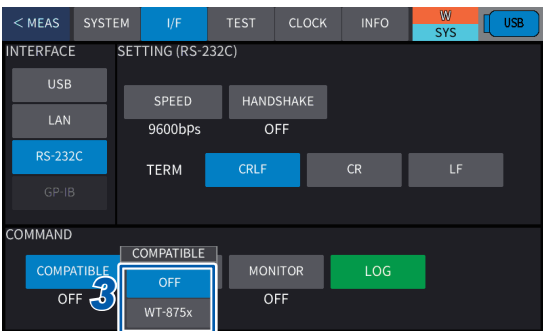 < MEAS SYSTEM I/F TEST CLOCK INFO W SYS USB
INTERFACE
SETTING (RS-232C)
USB
LAN
RS-232C
GP-IB
SPEED HANDSHAKE
9600bPs OFF
TERM CRLF CR LF
COMMAND
COMPATIBLE
OFF
3
COMPATIBLE
OFF
WT-875x
MONITOR
OFF
LOG